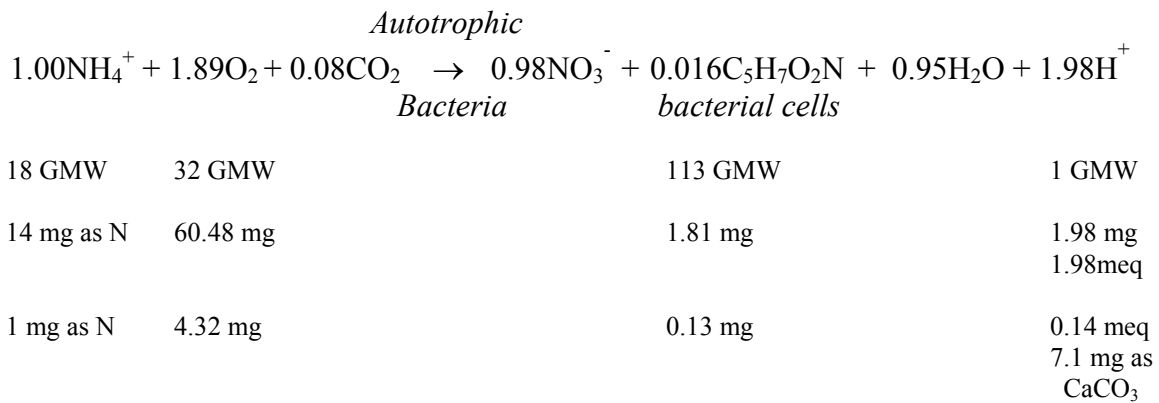 Autotrophic
1.00NH₄⁺ + 1.89O₂ + 0.08CO₂ → 0.98NO₃⁻ + 0.016C₅H₇O₂N + 0.95H₂O + 1.98H⁺
Bacteria bacterial cells
18 GMW 32 GMW 113 GMW 1 GMW
14 mg as N 60.48 mg 1.81 mg 1.98 mg
1.98meq
1 mg as N 4.32 mg 0.13 mg 0.14 meq
7.1 mg as
CaCO₃